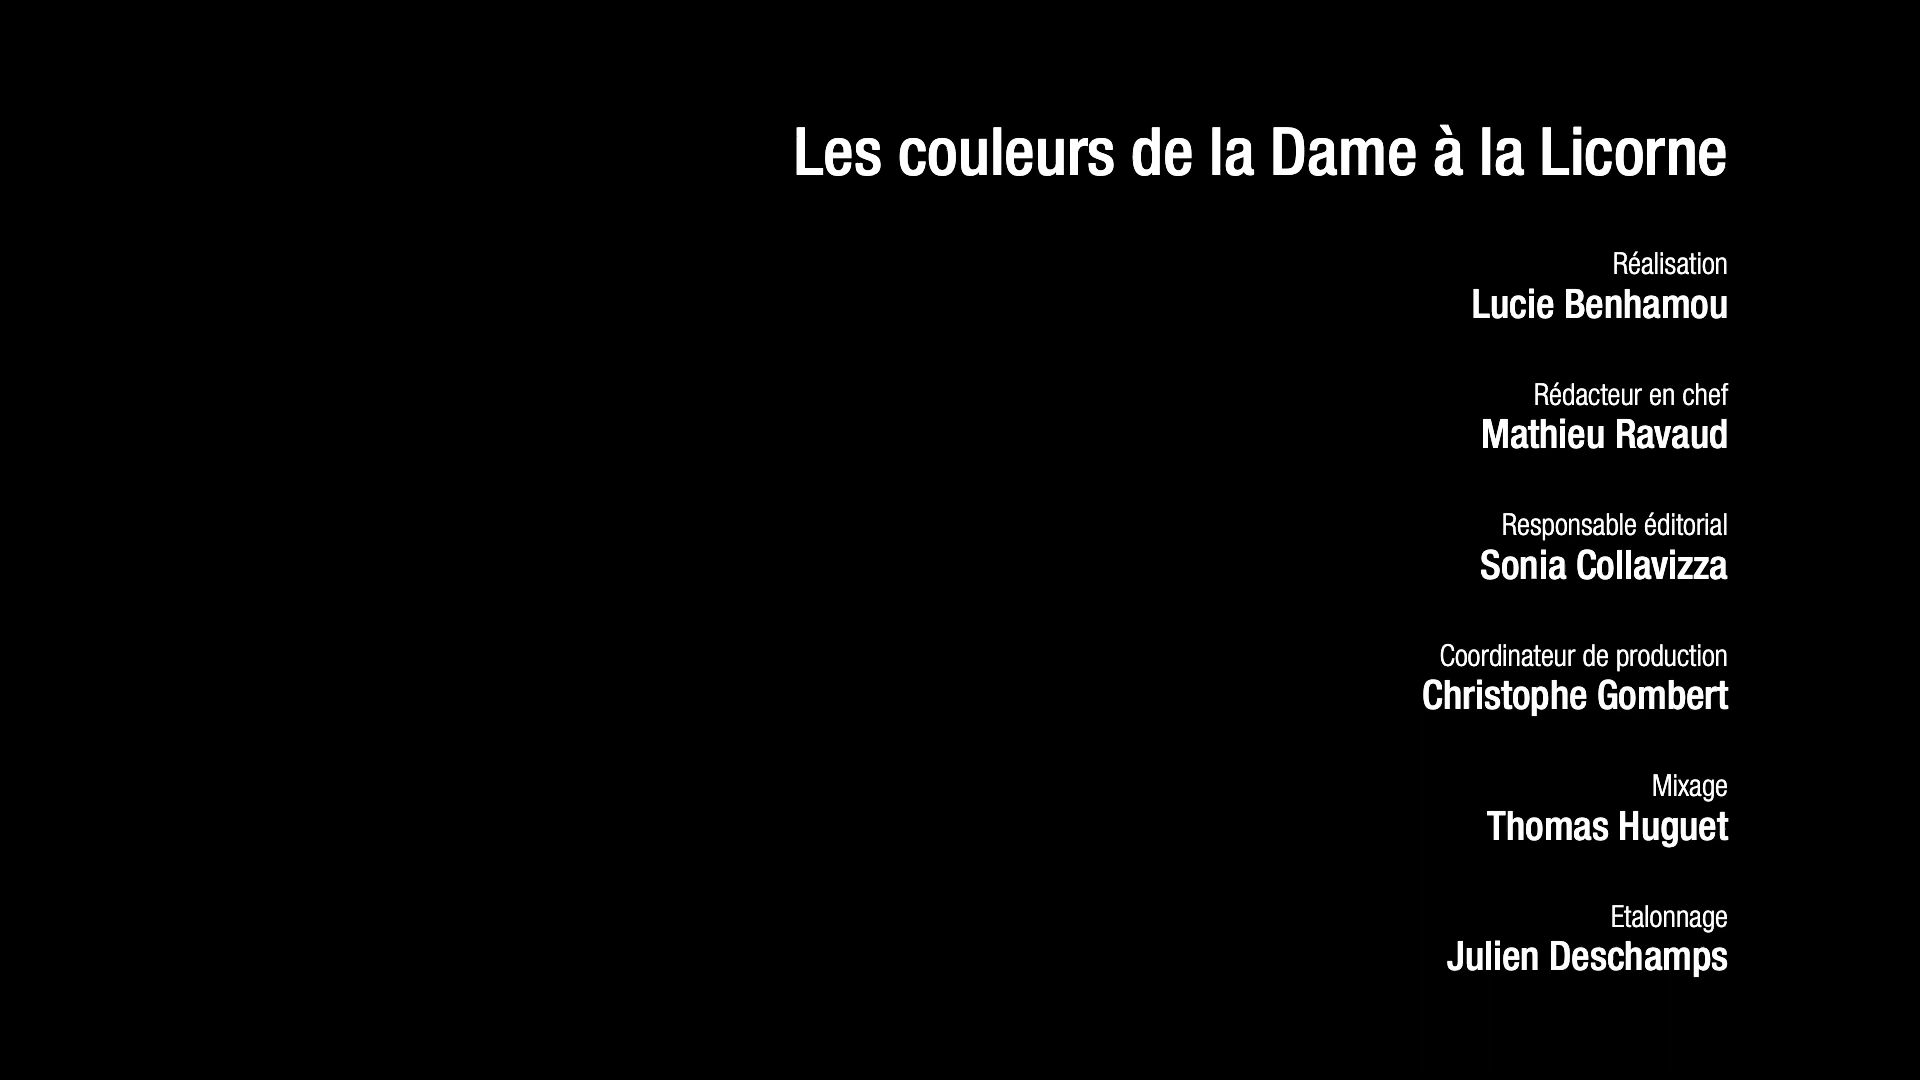 Les couleurs de la Dame à la Licorne
Réalisation
Lucie Benhamou
Rédacteur en chef
Mathieu Ravaud
Responsable éditorial
Sonia Collavizza
Coordinateur de production
Christophe Gombert
Mixage
Thomas Huguet
Etalonnage
Julien Deschamps